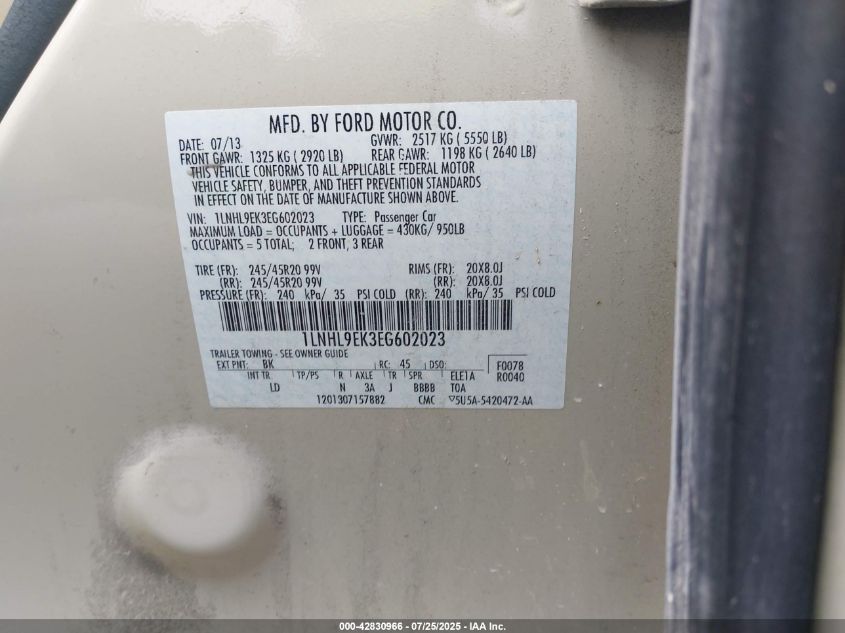 MFD. BY FORD MOTOR CO.
DATE: 07/13 GVWR: 2517 KG ( 5550 LB)
FRONT GAWR: 1325 KG ( 2920 LB) REAR GAWR: 1198 KG ( 2640 LB)
THIS VEHICLE CONFORMS TO ALL APPLICABLE FEDERAL MOTOR
VEHICLE SAFETY, BUMPER, AND THEFT PREVENTION STANDARDS
IN EFFECT ON THE DATE OF MANUFACTURE SHOWN ABOVE.
VIN: 1LNHL9EK3EG602023 TYPE: Passenger Car
MAXIMUM LOAD = OCCUPANTS + LUGGAGE = 430KG/ 950LB
OCCUPANTS = 5 TOTAL; 2 FRONT, 3 REAR
TIRE (FR): 245/45R20 99V RIMS (FR): 20X8.0J
(RR): 245/45R20 99V (RR): 20X8.0J
PRESSURE (FR): 240 kPa/ 35 PSI COLD (RR): 240 kPa/ 35 PSI COLD
1LNHL9EK3EG602023
TRAILER TOWING - SEE OWNER GUIDE
EXT PNT: BK RC: 45 DSO: F0078
INT TR TP/PS R AXLE TR SPR ELE1A R0040
LD N 3A J BBBB TOA
1201307157882 CMC ▽5U5A-5420472-AA
000-42830966 - 07/25/2025 - IAA Inc.